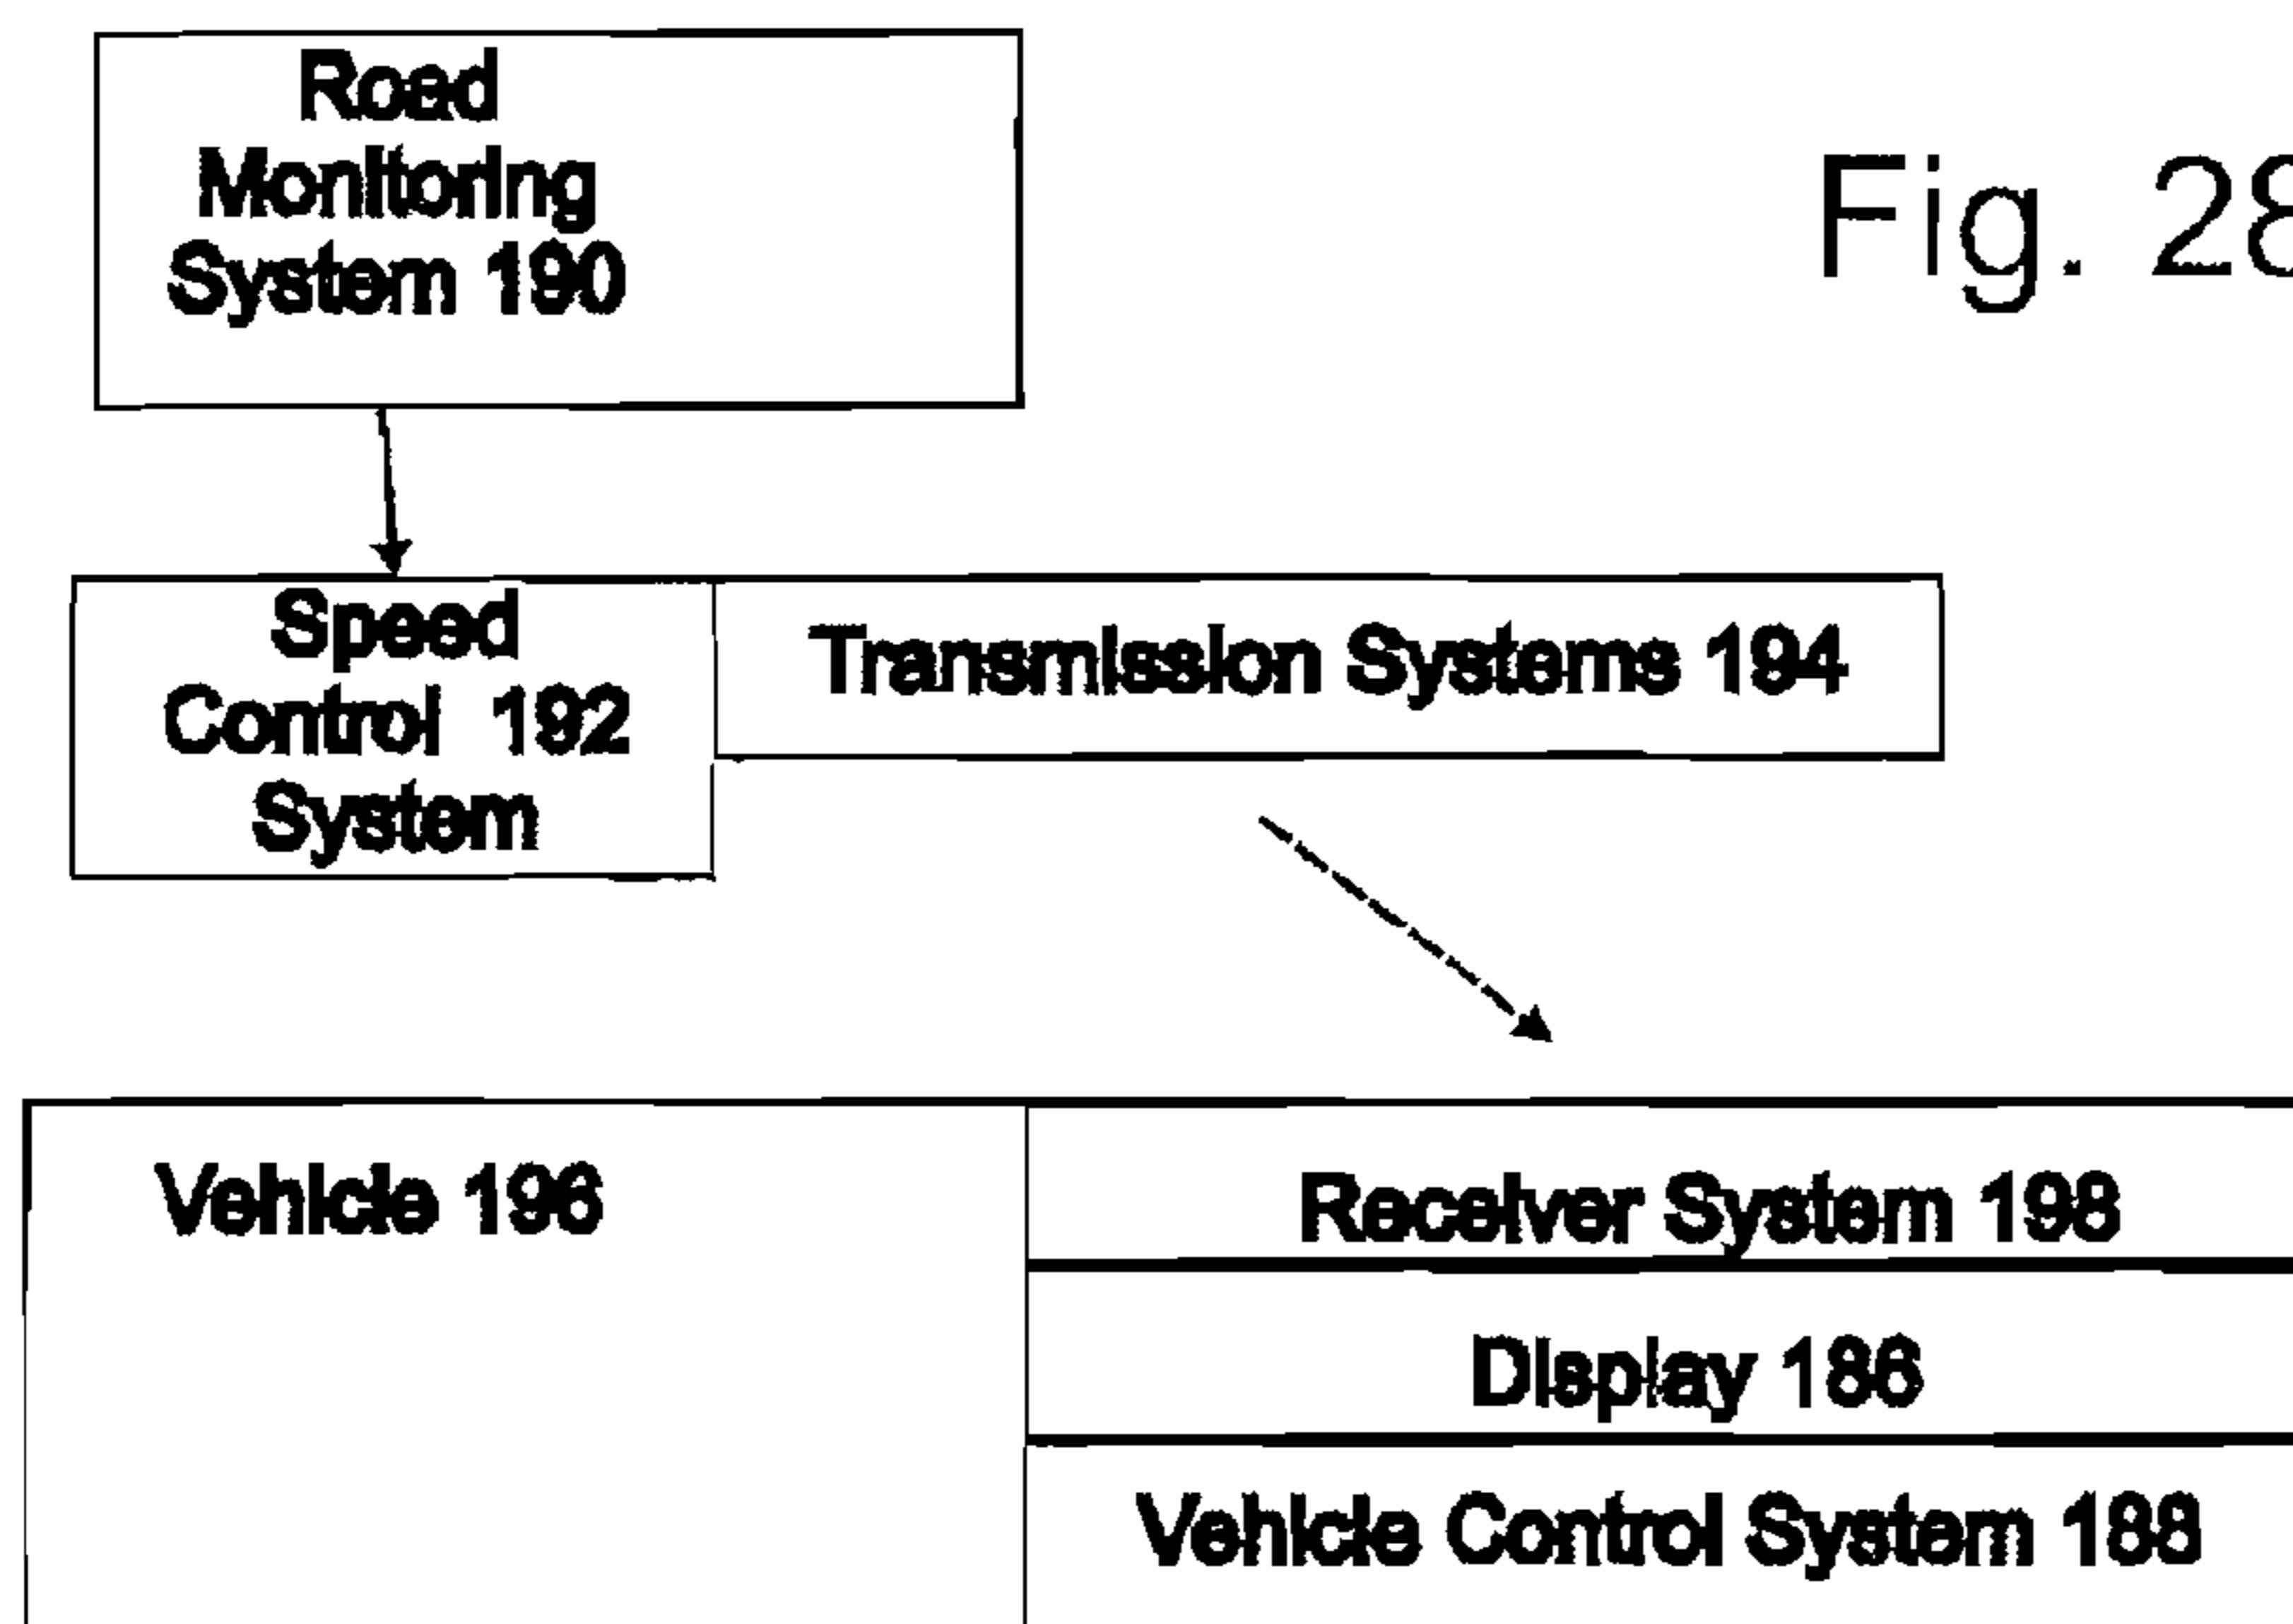 Road
Monitoring
System 190
Fig. 28
Speed
Control 192
System
Transmission Systems 194
Vehicle 196
Receiver System 198
Display 186
Vehicle Control System 188